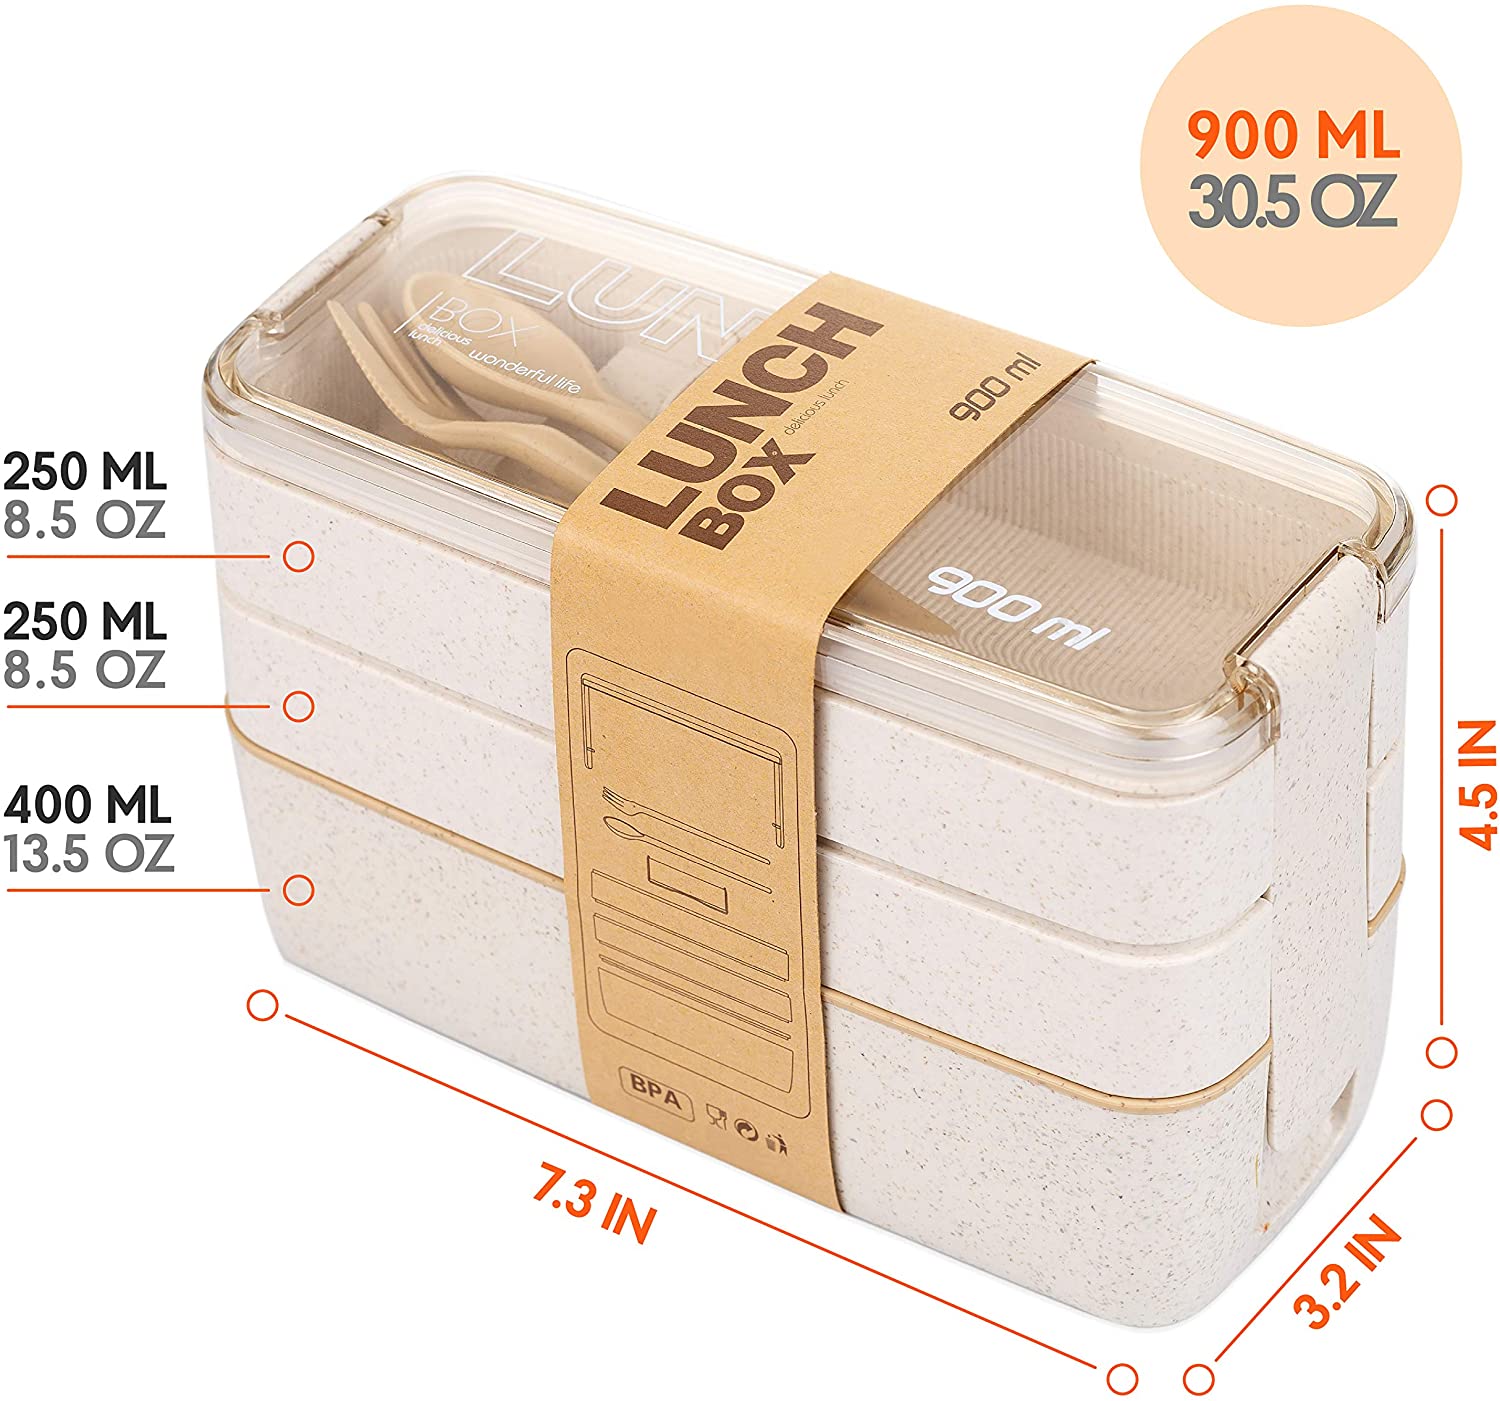 900 ML
30.5 OZ
LUN
BOX
delicious
lunch
wonderful life
LUNCH
BOX
delicious lunch
900 ml
900 ml
250 ML
8.5 OZ
250 ML
8.5 OZ
400 ML
13.5 OZ
4.5 IN
BPA
7.3 IN
3.2 IN